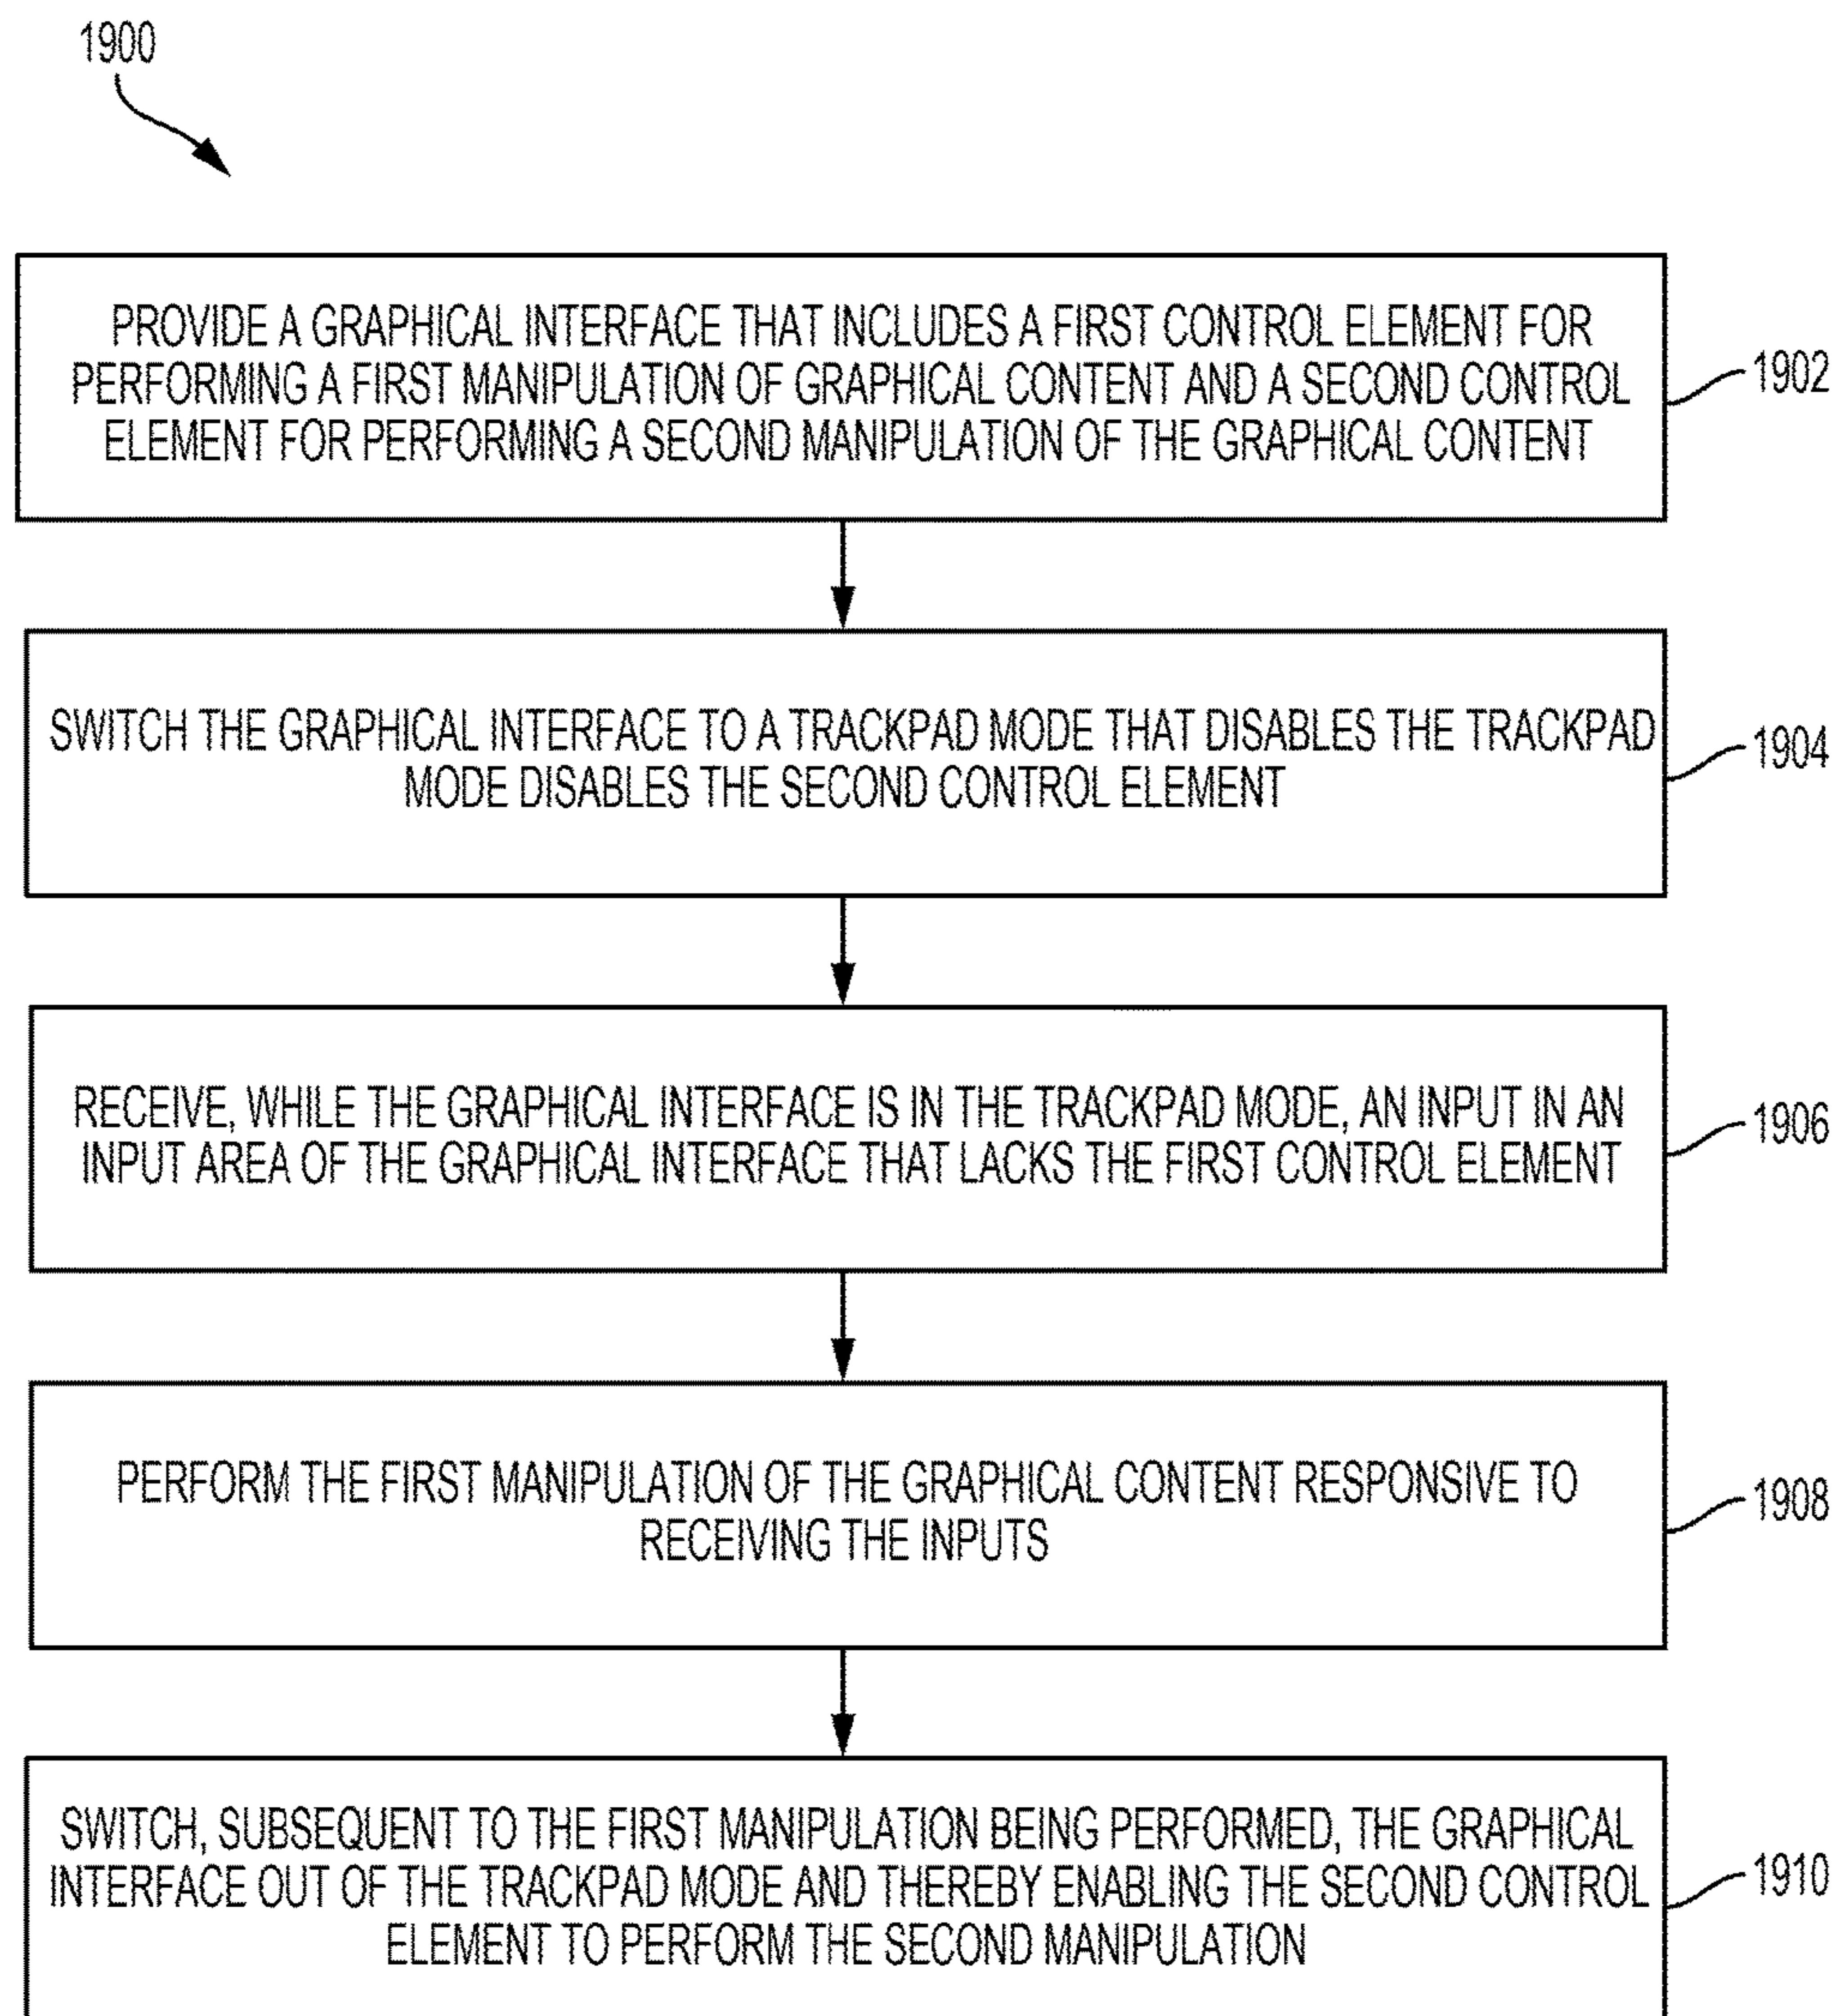 1900
PROVIDE A GRAPHICAL INTERFACE THAT INCLUDES A FIRST CONTROL ELEMENT FOR
PERFORMING A FIRST MANIPULATION OF GRAPHICAL CONTENT AND A SECOND CONTROL
ELEMENT FOR PERFORMING A SECOND MANIPULATION OF THE GRAPHICAL CONTENT
1902
SWITCH THE GRAPHICAL INTERFACE TO A TRACKPAD MODE THAT DISABLES THE TRACKPAD
MODE DISABLES THE SECOND CONTROL ELEMENT
1904
RECEIVE, WHILE THE GRAPHICAL INTERFACE IS IN THE TRACKPAD MODE, AN INPUT IN AN
INPUT AREA OF THE GRAPHICAL INTERFACE THAT LACKS THE FIRST CONTROL ELEMENT
1906
PERFORM THE FIRST MANIPULATION OF THE GRAPHICAL CONTENT RESPONSIVE TO
RECEIVING THE INPUTS
1908
SWITCH, SUBSEQUENT TO THE FIRST MANIPULATION BEING PERFORMED, THE GRAPHICAL
INTERFACE OUT OF THE TRACKPAD MODE AND THEREBY ENABLING THE SECOND CONTROL
ELEMENT TO PERFORM THE SECOND MANIPULATION
1910